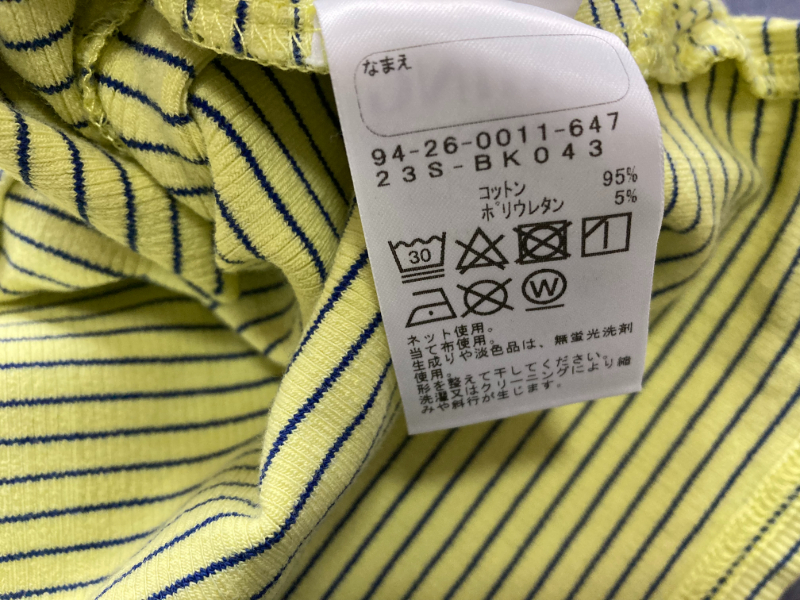 なまえ
94-26-0011-647
23S-BK043
コットン 95%
ポリウレタン 5%
30
W
ネット使用。
当て布使用。
生成りや淡色品は、無蛍光洗剤
使用。
形を整えて干してください。
洗濯又はクリーニングにより縮
みや斜行が生じます。